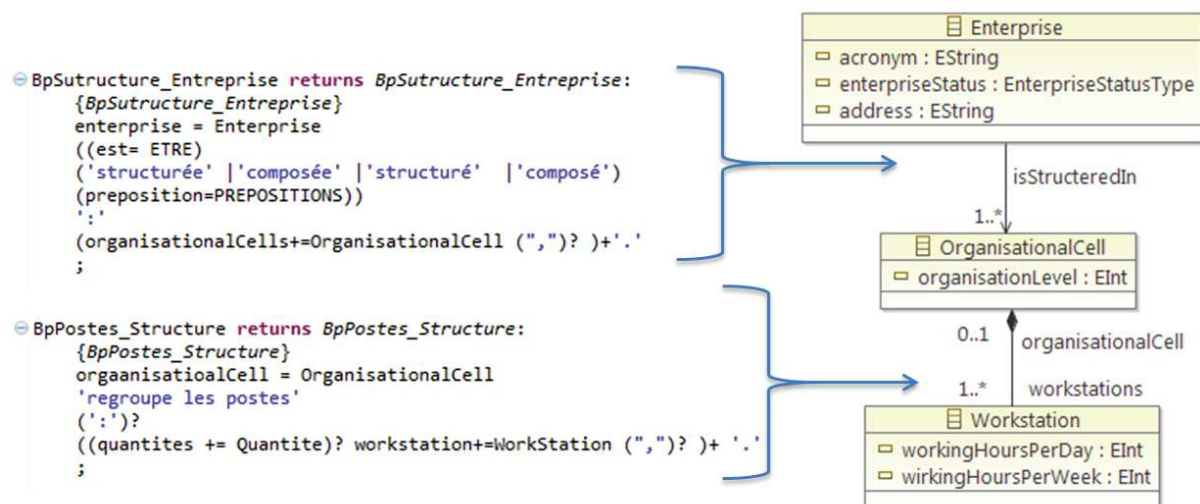 BpSutructure_Entreprise returns BpSutructure_Entreprise:
{BpSutructure_Entreprise}
enterprise = Enterprise
((est= ETRE)
('structurée' |'composée' |'structuré' |'composé')
(preposition=PREPOSITIONS))
':'
(organisationalCells+=OrganisationalCell (",")? )+'.'
;
BpPostes_Structure returns BpPostes_Structure:
{BpPostes_Structure}
orgaanisatioalCell = OrganisationalCell
'regroupe les postes'
(':')?
((quantites += Quantite)? workstation+=WorkStation (",")? )+ '.'
;
Enterprise
acronym : EString
enterpriseStatus : EnterpriseStatusType
address : EString
isStructeredIn
1..*
OrganisationalCell
organisationLevel : EInt
0..1
organisationalCell
1..*
workstations
Workstation
workingHoursPerDay : EInt
wirkingHoursPerWeek : EInt